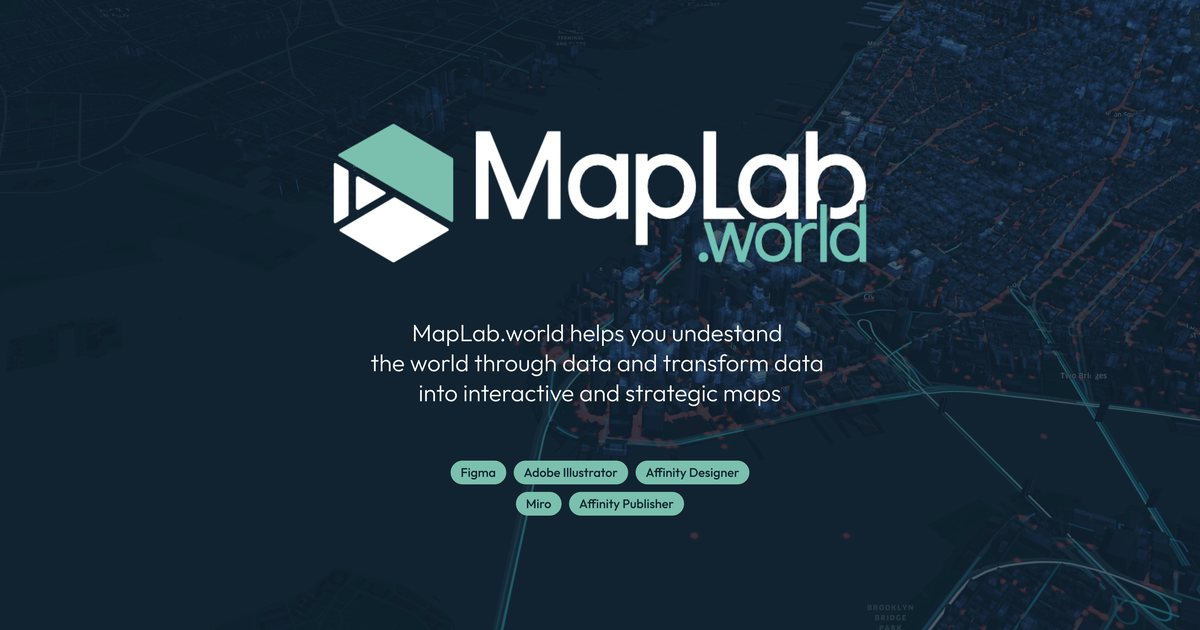 MapLab
.world
MapLab.world helps you undestand
the world through data and transform data
into interactive and strategic maps
Figma
Adobe Illustrator
Affinity Designer
Miro
Affinity Publisher
Two Bridges
BROOKLYN
BRIDGE
PARK